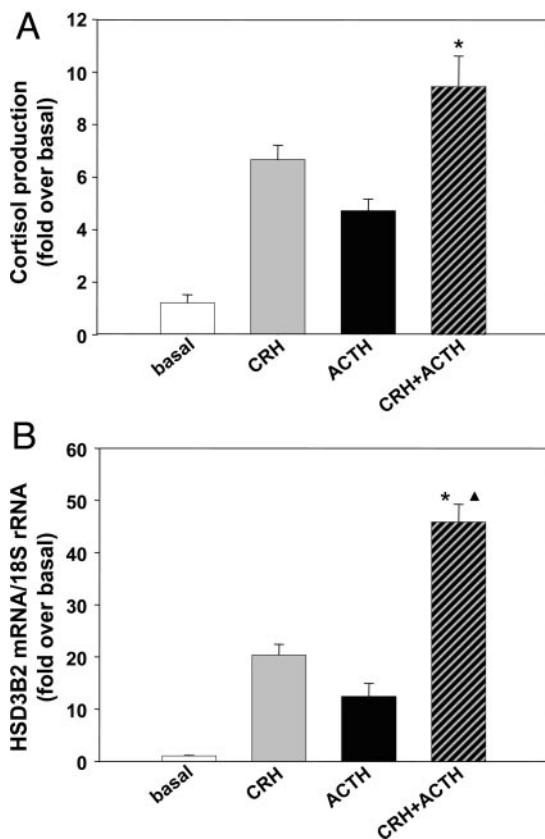 A
Cortisol production
(fold over basal)
12
10
8
6
4
2
0
*
basal
CRH
ACTH
CRH+ACTH
B
HSD3B2 mRNA/18S rRNA
(fold over basal)
60
50
40
30
20
10
0
* ▲
basal
CRH
ACTH
CRH+ACTH